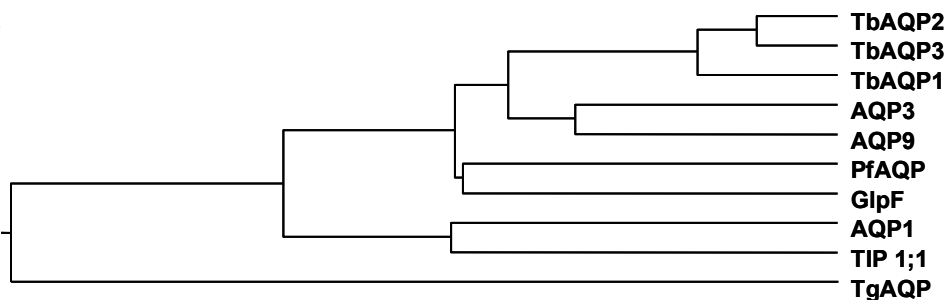 TbAQP2
TbAQP3
TbAQP1
AQP3
AQP9
PfAQP
GlpF
AQP1
TIP 1;1
TgAQP